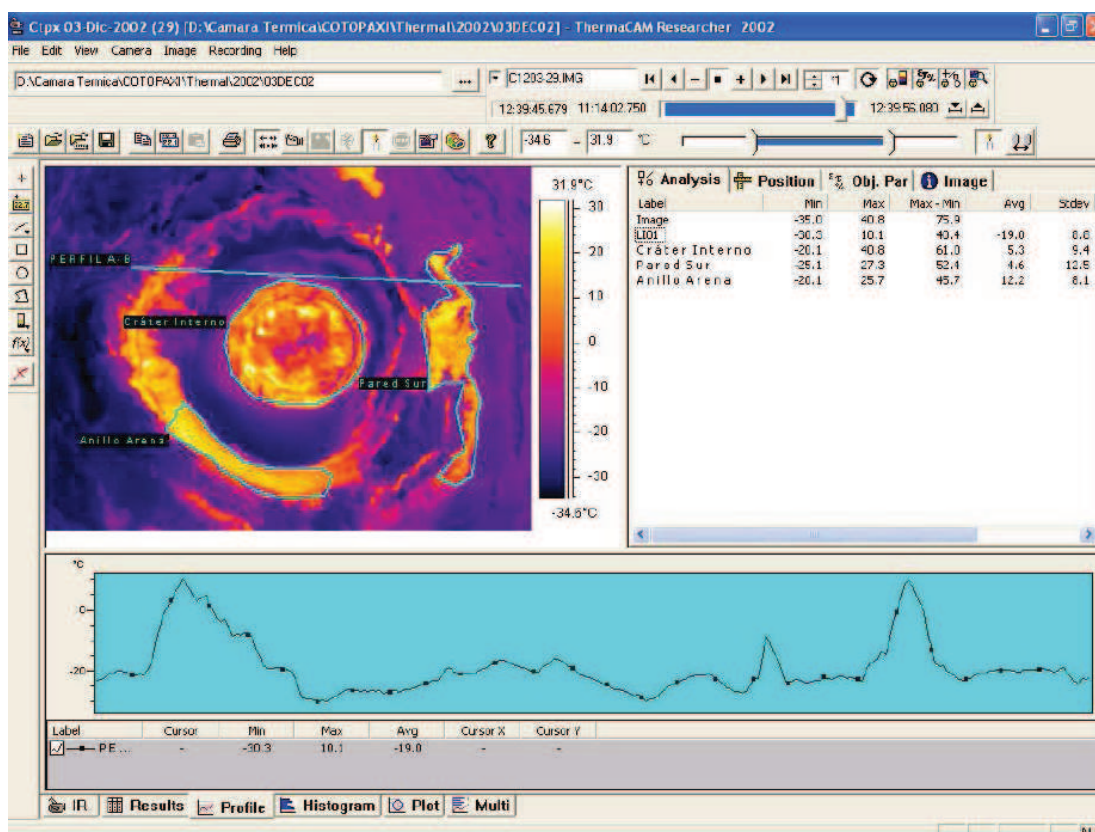 Ctpx 03-Dic-2002 (29) [D:\Camara Termica\COTOPAXI\Thermal\2002\03DEC02] - ThermaCAM Researcher 2002
File Edit View Camera Image Recording Help
D:\Camara Termica\COTOPAXI\Thermal\2002\03DEC02 ... C1203-29.IMG
12:39:45.679 11:14:02.750 12:39:56.080
-34.6 - 31.9 °C
Analysis Position Obj. Par Image
Label Min Max Max - Min Avg Stdev
Image -35.0 40.8 75.9
LI01 -30.3 10.1 40.4 -19.0 8.8
Cráter Interno -20.1 40.8 61.0 5.3 9.4
Pared Sur -25.1 27.3 52.4 4.6 12.5
Anillo Arena -20.1 25.7 45.7 12.2 8.1
31.9°C
30
20
10
0
-10
-20
-30
-34.6°C
PERFIL A-B
Cráter Interno
Pared Sur
Anillo Arena
f(x)
°C
0
-20
Label Cursor Min Max Avg Cursor X Cursor Y
PE ... - -30.3 10.1 -19.0 - -
IR Results Profile Histogram Plot Multi